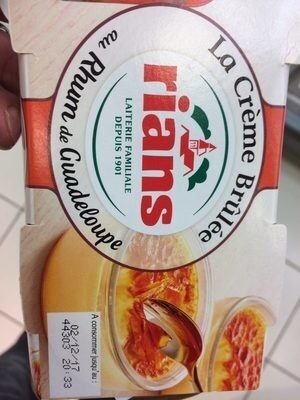 La Crème Brûlée
rians
LAITERIE FAMILIALE
DEPUIS 1901
au Rhum de Guadeloupe
A consommer jusqu'au :
02/12/17
44303 20:33